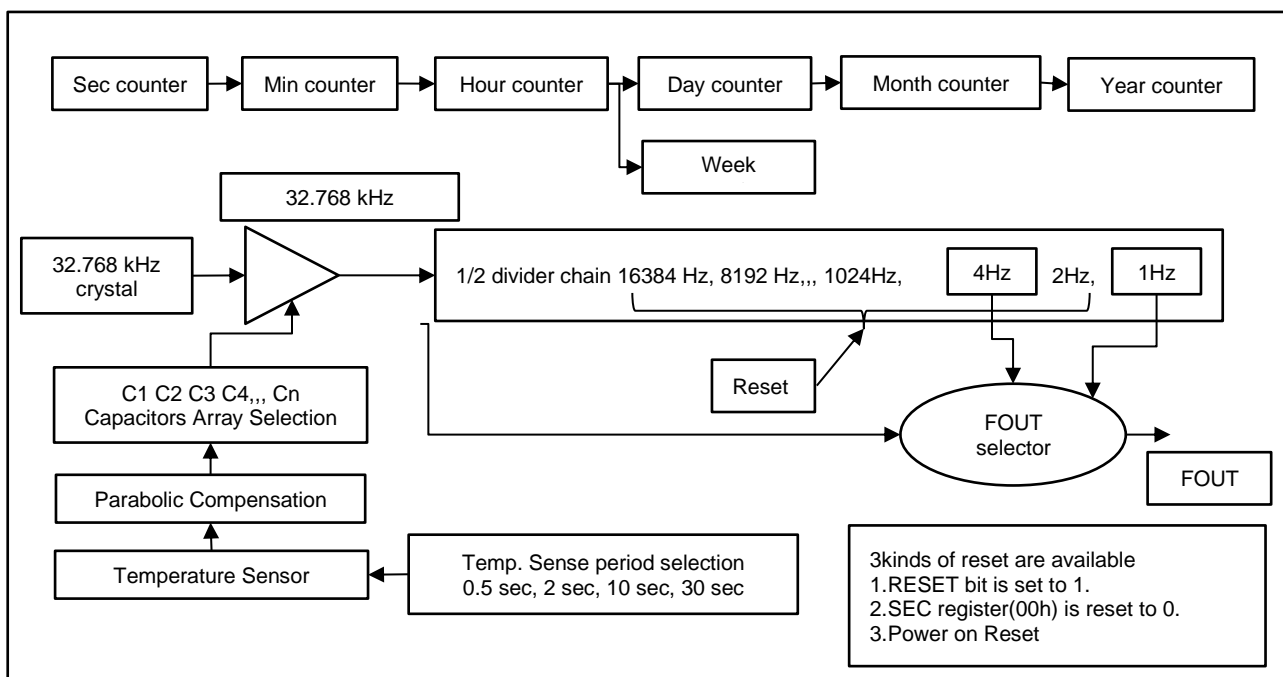 Sec counter
Min counter
Hour counter
Day counter
Month counter
Year counter
Week
32.768 kHz
32.768 kHz
crystal
1/2 divider chain 16384 Hz, 8192 Hz,,, 1024Hz,
4Hz
2Hz,
1Hz
Reset
C1 C2 C3 C4,,, Cn
Capacitors Array Selection
FOUT
selector
FOUT
Parabolic Compensation
Temperature Sensor
Temp. Sense period selection
0.5 sec, 2 sec, 10 sec, 30 sec
3kinds of reset are available
1.RESET bit is set to 1.
2.SEC register(00h) is reset to 0.
3.Power on Reset